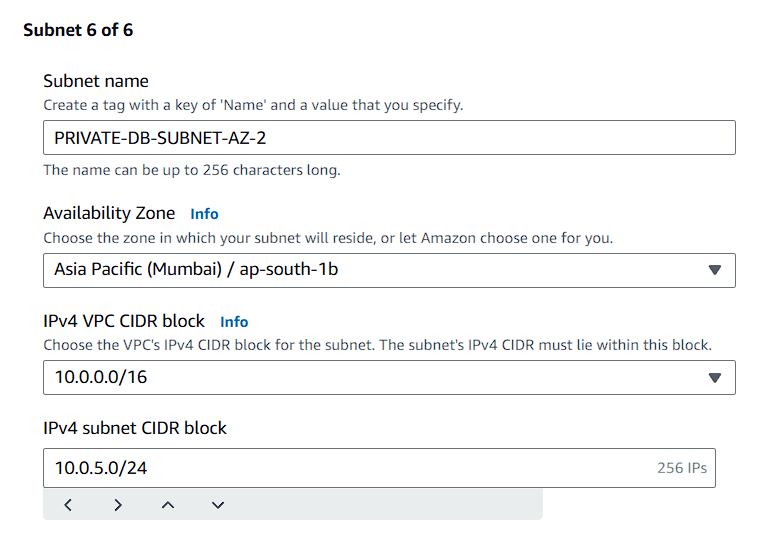 Subnet 6 of 6
Subnet name
Create a tag with a key of 'Name' and a value that you specify.
PRIVATE-DB-SUBNET-AZ-2
The name can be up to 256 characters long.
Availability Zone Info
Choose the zone in which your subnet will reside, or let Amazon choose one for you.
Asia Pacific (Mumbai) / ap-south-1b
IPv4 VPC CIDR block Info
Choose the VPC's IPv4 CIDR block for the subnet. The subnet's IPv4 CIDR must lie within this block.
10.0.0.0/16
IPv4 subnet CIDR block
10.0.5.0/24 256 IPs